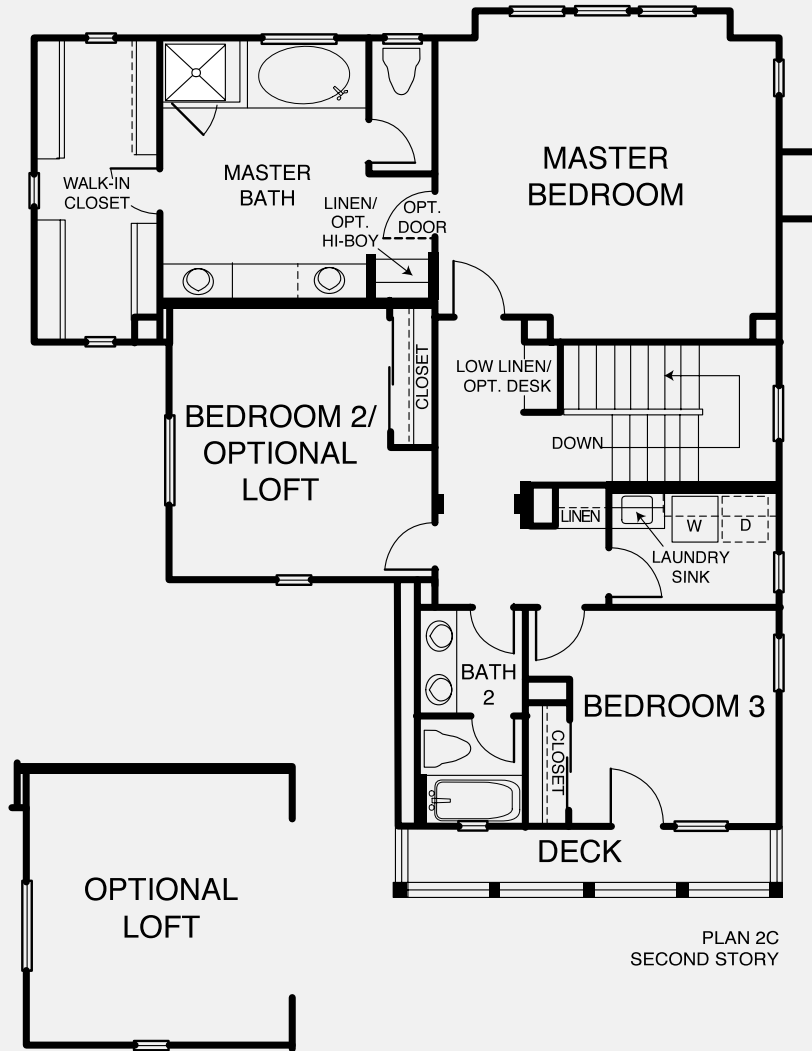 MASTER
BEDROOM
WALK-IN
CLOSET
MASTER
BATH
LINEN/
OPT.
HI-BOY
OPT.
DOOR
LOW LINEN/
OPT. DESK
CLOSET
BEDROOM 2/
OPTIONAL
LOFT
DOWN
LINEN
W
D
LAUNDRY
SINK
BATH
2
BEDROOM 3
CLOSET
DECK
OPTIONAL
LOFT
PLAN 2C
SECOND STORY